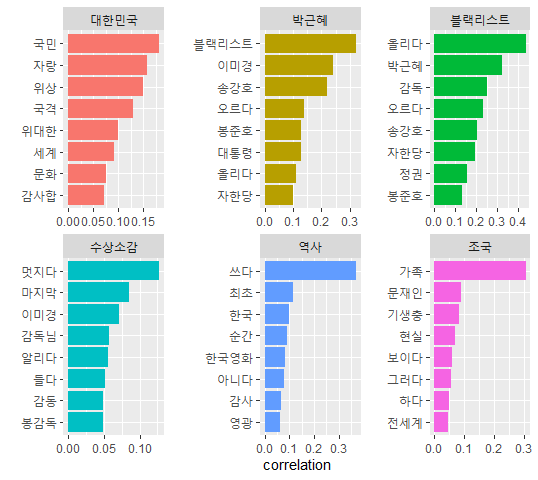 대한민국 박근혜 블랙리스트
국민 블랙리스트 올리다
자랑 이미경 박근혜
위상 송강호 감독
국격 오르다 오르다
위대한 봉준호 송강호
세계 대통령 자한당
문화 올리다 정권
감사합 자한당 봉준호
0.00 0.05 0.10 0.15 0.0 0.1 0.2 0.3 0.0 0.1 0.2 0.3 0.4
수상소감 역사 조국
멋지다 쓰다 가족
마지막 최초 문재인
이미경 한국 기생충
감독님 순간 현실
알리다 한국영화 보이다
들다 아니다 그러다
감동 감사 하다
봉감독 영광 전세계
0.00 0.05 0.10 0.0 0.1 0.2 0.3 0.0 0.1 0.2 0.3
correlation